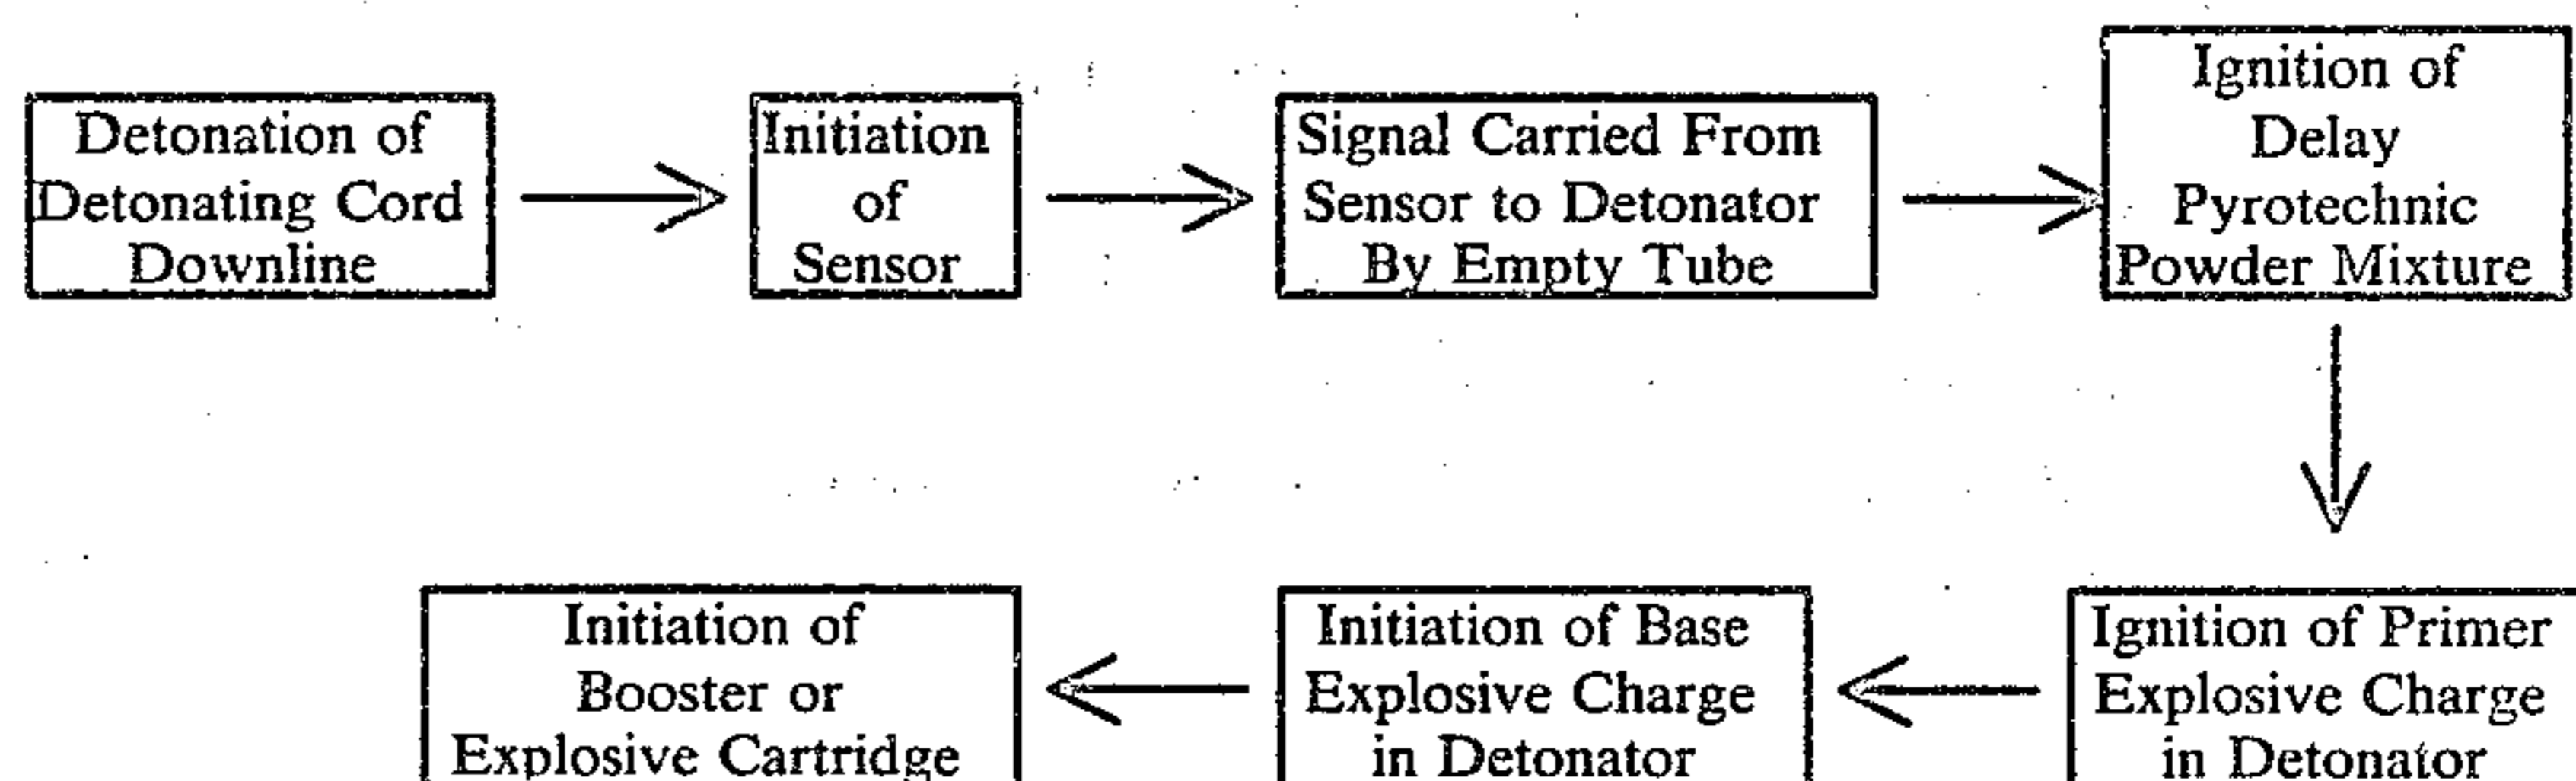 Detonation of
Detonating Cord
Downline
Initiation
of
Sensor
Signal Carried From
Sensor to Detonator
By Empty Tube
Ignition of
Delay
Pyrotechnic
Powder Mixture
Ignition of Primer
Explosive Charge
in Detonator
Initiation of Base
Explosive Charge
in Detonator
Initiation of
Booster or
Explosive Cartridge